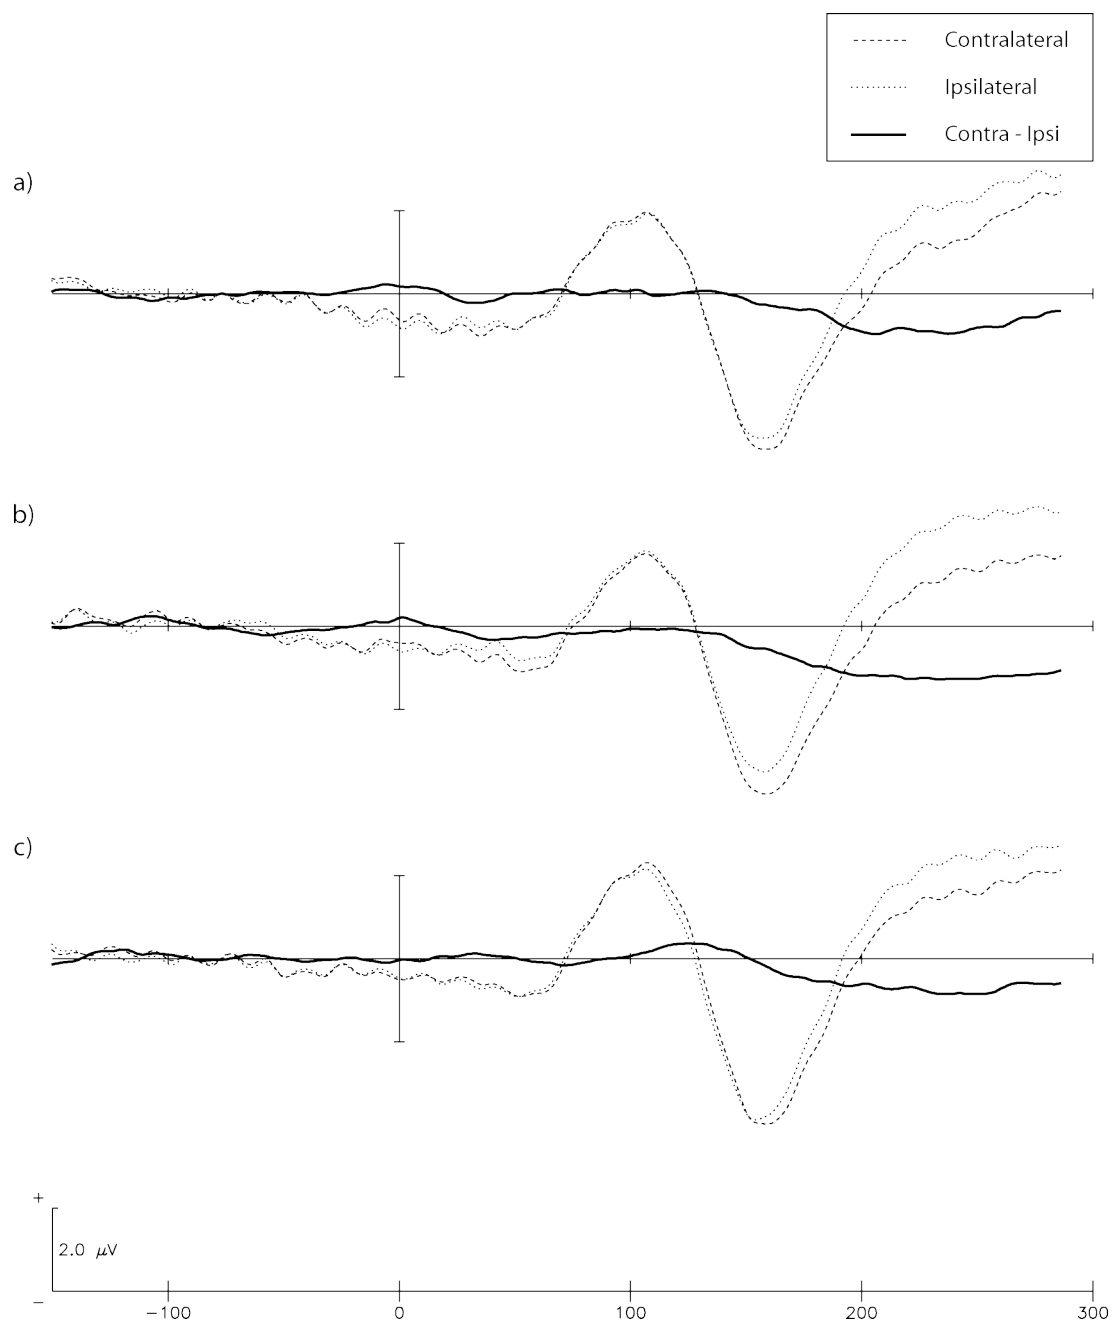 Contralateral
Ipsilateral
Contra - Ipsi
a)
b)
c)
+
2.0 μV
−
−100 0 100 200 300